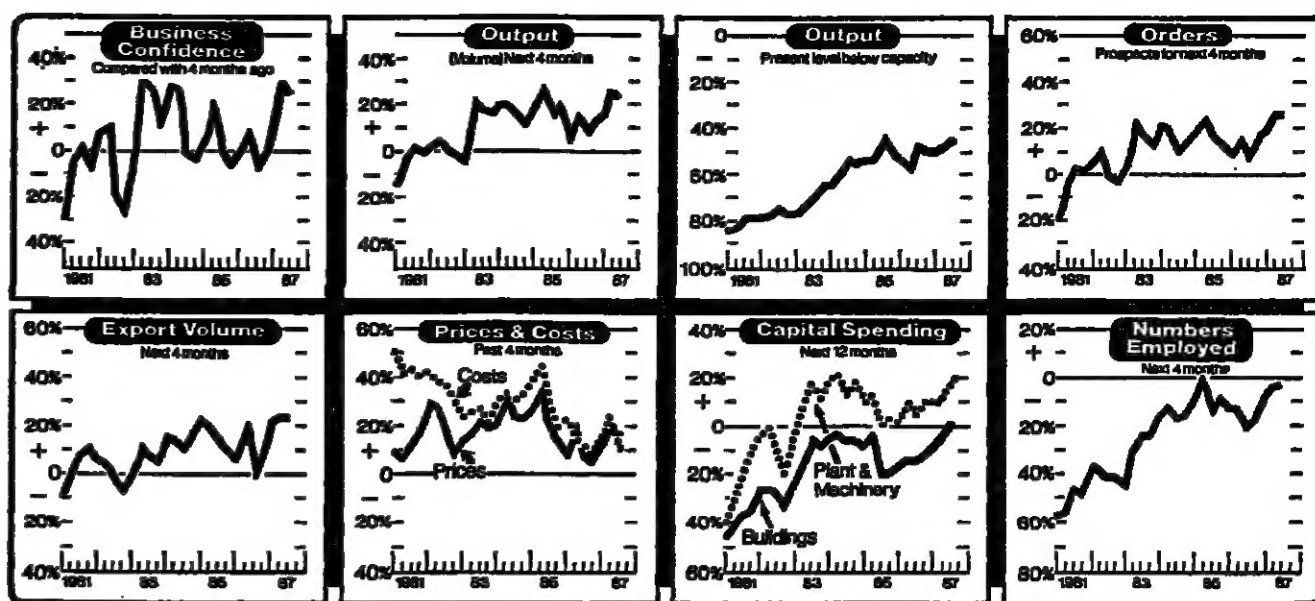 Business
Confidence
Compared with 4 months ago
40%
20%
+
0
−
20%
40%
1981 83 85 87
Output
(Volume) Next 4 months
40%
20%
+
0
−
20%
40%
1981 83 85 87
Output
Present level below capacity
0
−
20%
40%
60%
80%
100%
1981 83 85 87
Orders
Prospects for next 4 months
60%
40%
20%
+
0
−
20%
40%
1981 83 85 87
Export Volume
Next 4 months
60%
40%
20%
+
0
−
20%
40%
1981 83 85 87
Prices & Costs
Past 4 months
Costs
Prices
60%
40%
20%
+
0
−
20%
40%
1981 83 85 87
Capital Spending
Next 12 months
Plant &
Machinery
Buildings
40%
20%
+
0
−
20%
40%
60%
1981 83 85 87
Numbers
Employed
Next 4 months
20%
+
0
−
20%
40%
60%
80%
1981 83 85 87